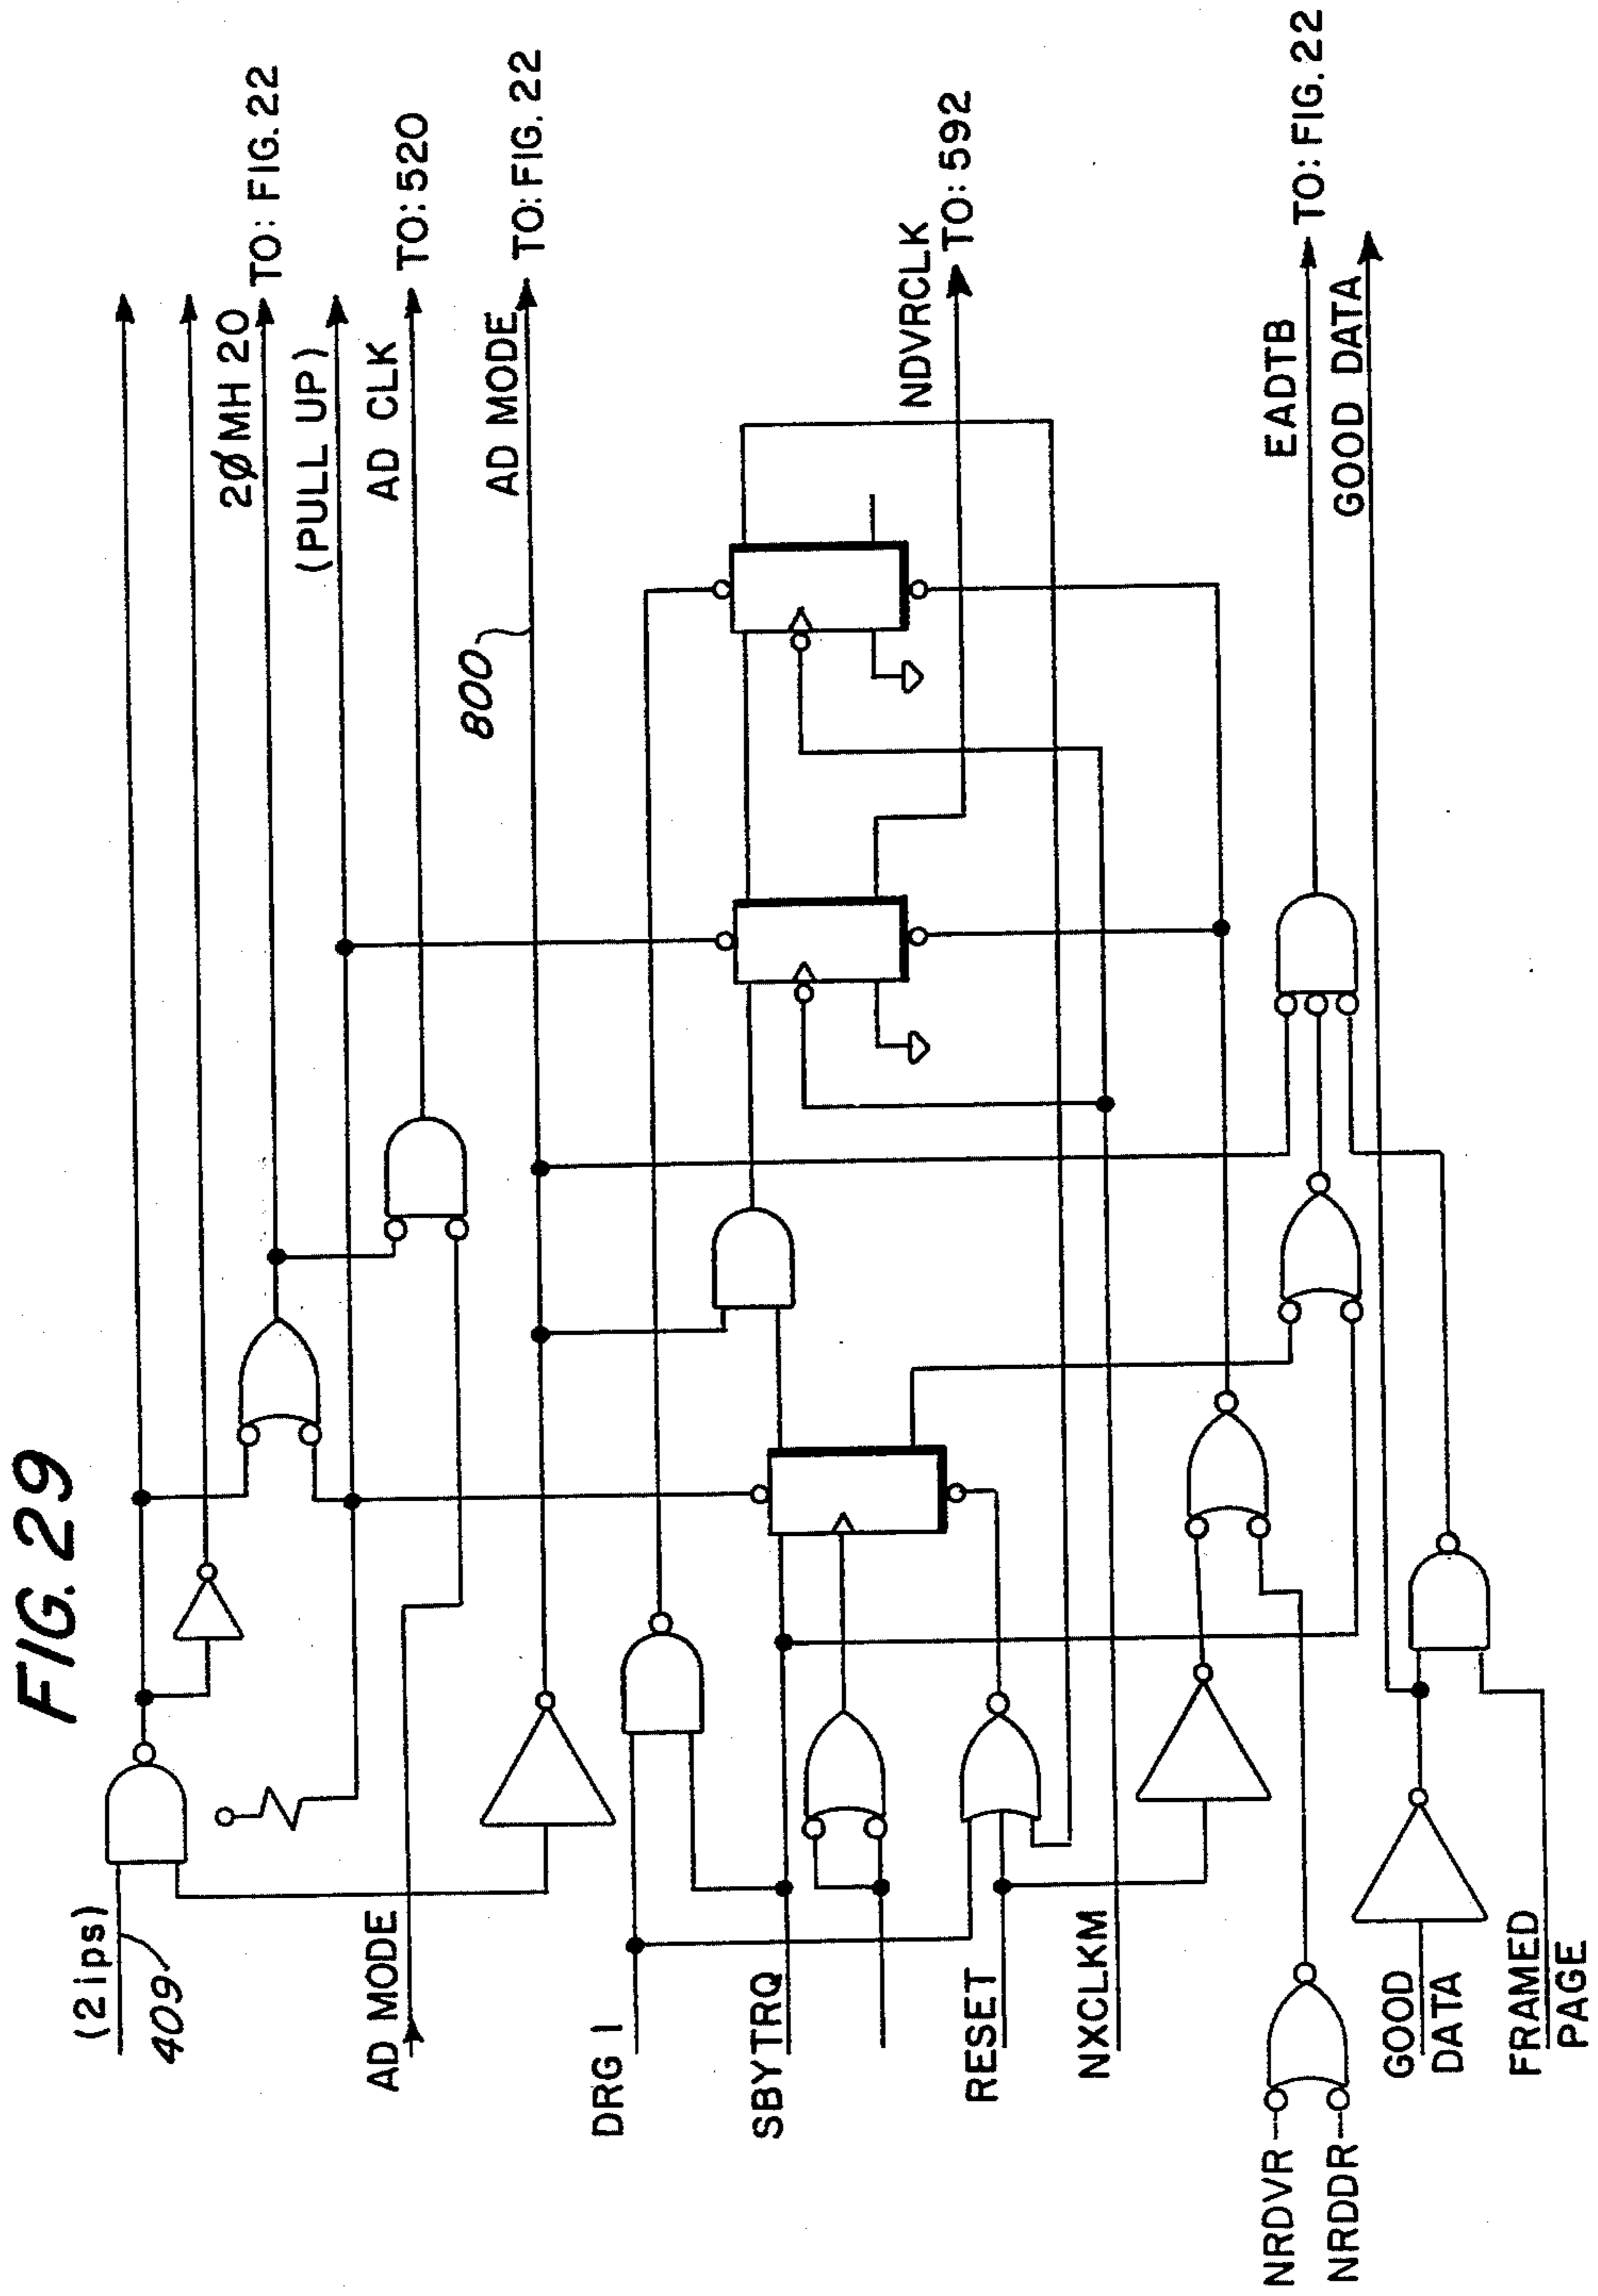 FIG. 29
(2ips)
409
AD MODE
DRG 1
SBYTRQ
RESET
NXCLKM
NRDVR
NRDDR
GOOD
DATA
FRAMED
PAGE
2ØMH 20
TO: FIG. 22
(PULL UP)
AD CLK
TO: 520
AD MODE
TO: FIG. 22
800
NDVRCLK
TO: 592
EADTB
TO: FIG. 22
GOOD DATA